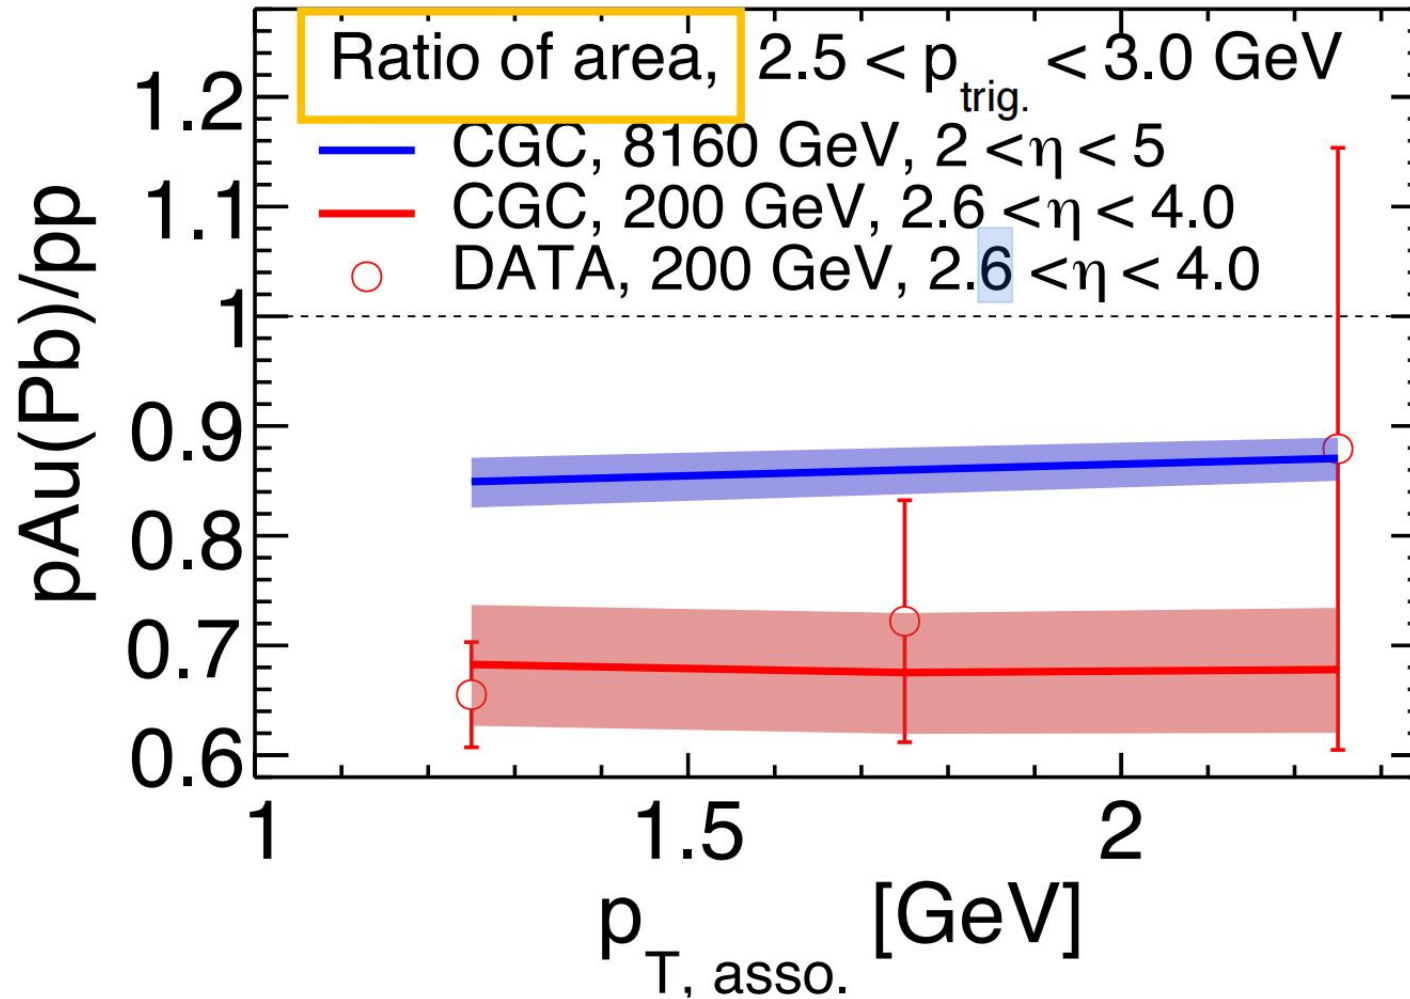 Ratio of area, 2.5 < p trig. < 3.0 GeV
CGC, 8160 GeV, 2 <η < 5
CGC, 200 GeV, 2.6 <η < 4.0
DATA, 200 GeV, 2.6 <η < 4.0
pAu(Pb)/pp
1.2
1.1
1
0.9
0.8
0.7
0.6
1 1.5 2
p T, asso. [GeV]